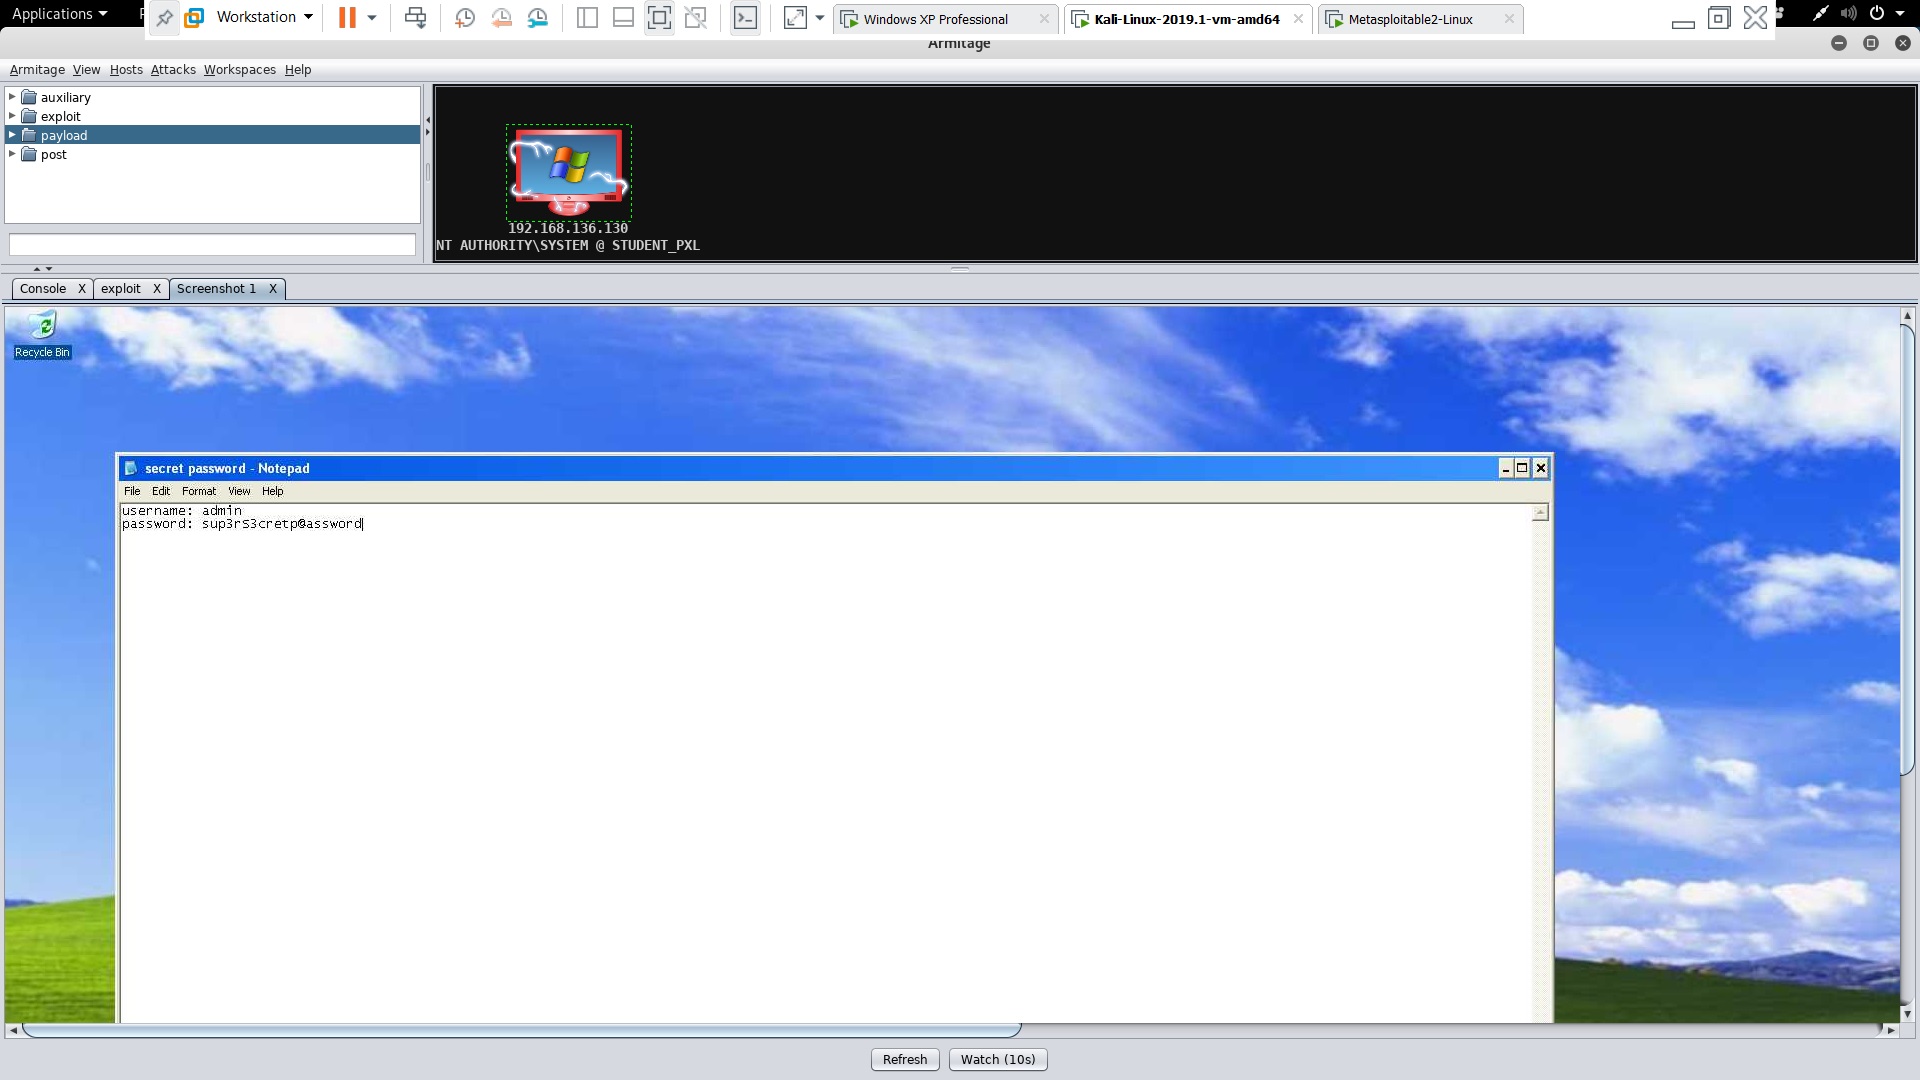 Applications
Workstation
Windows XP Professional
Kali-Linux-2019.1-vm-amd64
Metasploitable2-Linux
Armitage
Armitage View Hosts Attacks Workspaces Help
auxiliary
exploit
payload
post
192.168.136.130
NT AUTHORITY\SYSTEM @ STUDENT_PXL
Console X exploit X Screenshot 1 X
Recycle Bin
secret password - Notepad
File Edit Format View Help
username: admin
password: sup3rS3cretp@assword
Refresh Watch (10s)